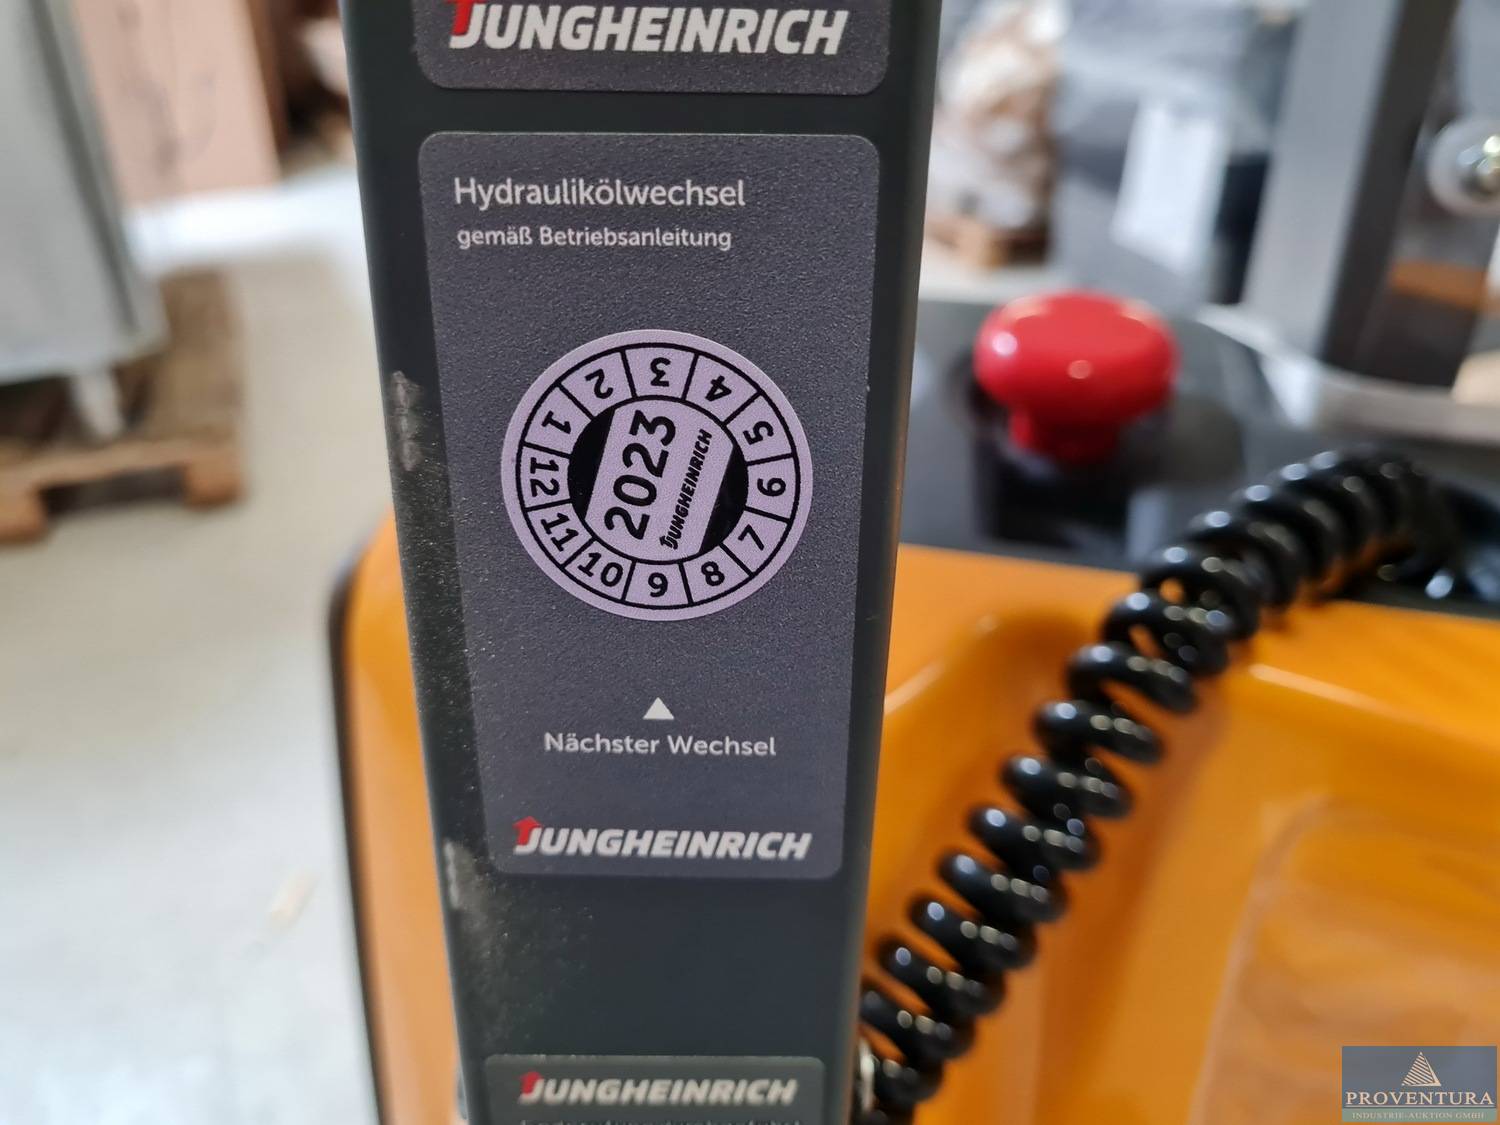 JUNGHEINRICH
Hydraulikölwechsel
gemäß Betriebsanleitung
1 2 3 4 5 6 7 8 9 10 11 12
2023
JUNGHEINRICH
Nächster Wechsel
JUNGHEINRICH
JUNGHEINRICH
PROVENTURA
INDUSTRIE-AUKTION GMBH